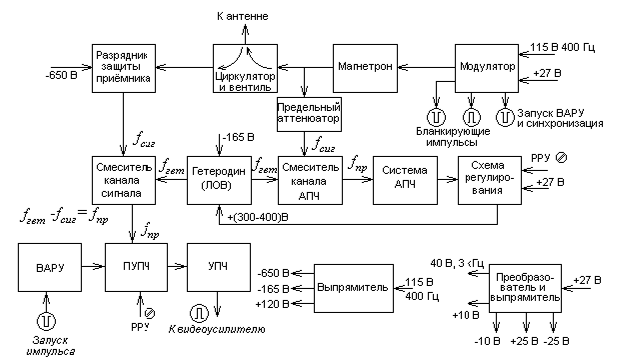 К антенне
Разрядник
защиты
приёмника
-650 В
Циркулятор
и вентиль
Магнетрон
Модулятор
115 В 400 Гц
+27 В
Предельный
аттенюатор
Бланкирующие
импульсы
Запуск ВАРУ
и синхронизация
fсиг
-165 В
fсиг
Смеситель
канала
сигнала
fгет
Гетеродин
(ЛОВ)
fгет
Смеситель
канала
АПЧ
fпр
Система
АПЧ
Схема
регулиро-
вания
РРУ
+27 В
fгет -fсиг = fпр
fпр
+(300-400)В
ВАРУ
ПУПЧ
УПЧ
-650 В
-165 В
+120 В
Выпрямитель
115 В
400 Гц
40 В, 3 кГц
+10 В
Преобразо-
ватель и
выпрямитель
+27 В
-10 В +25 В -25 В
Запуск
импульса
РРУ
К видеоусилителю